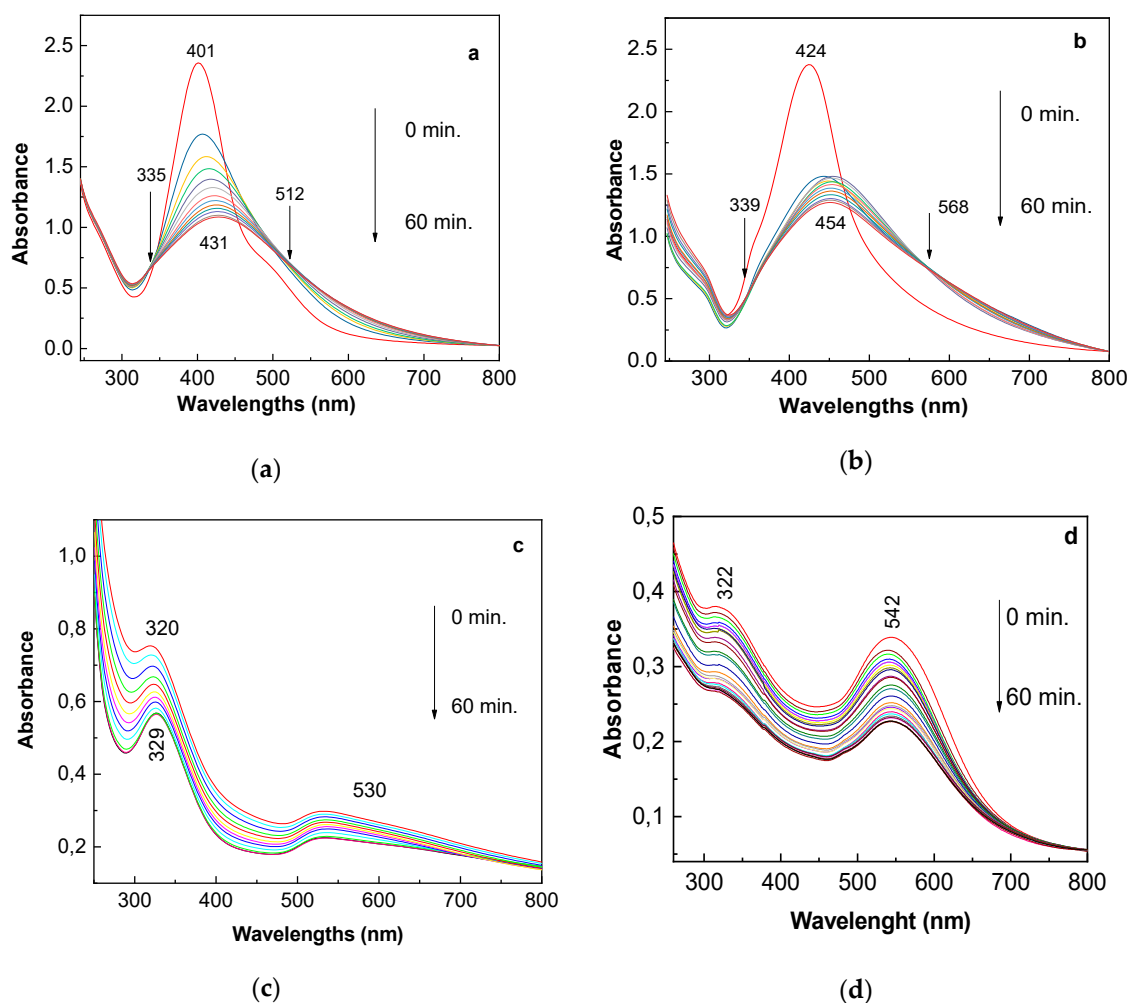 a
401
2.5
2.0
1.5
1.0
0.5
0.0
Absorbance
335
512
431
0 min.
60 min.
300 400 500 600 700 800
Wavelengths (nm)
(a)
b
424
2.5
2.0
1.5
1.0
0.5
0.0
Absorbance
339
568
454
0 min.
60 min.
300 400 500 600 700 800
Wavelengths (nm)
(b)
c
1,0
0,8
0,6
0,4
0,2
Absorbance
320
329
530
0 min.
60 min.
300 400 500 600 700 800
Wavelengths (nm)
(c)
d
0,5
0,4
0,3
0,2
0,1
Absorbance
322
542
0 min.
60 min.
300 400 500 600 700 800
Wavelenght (nm)
(d)